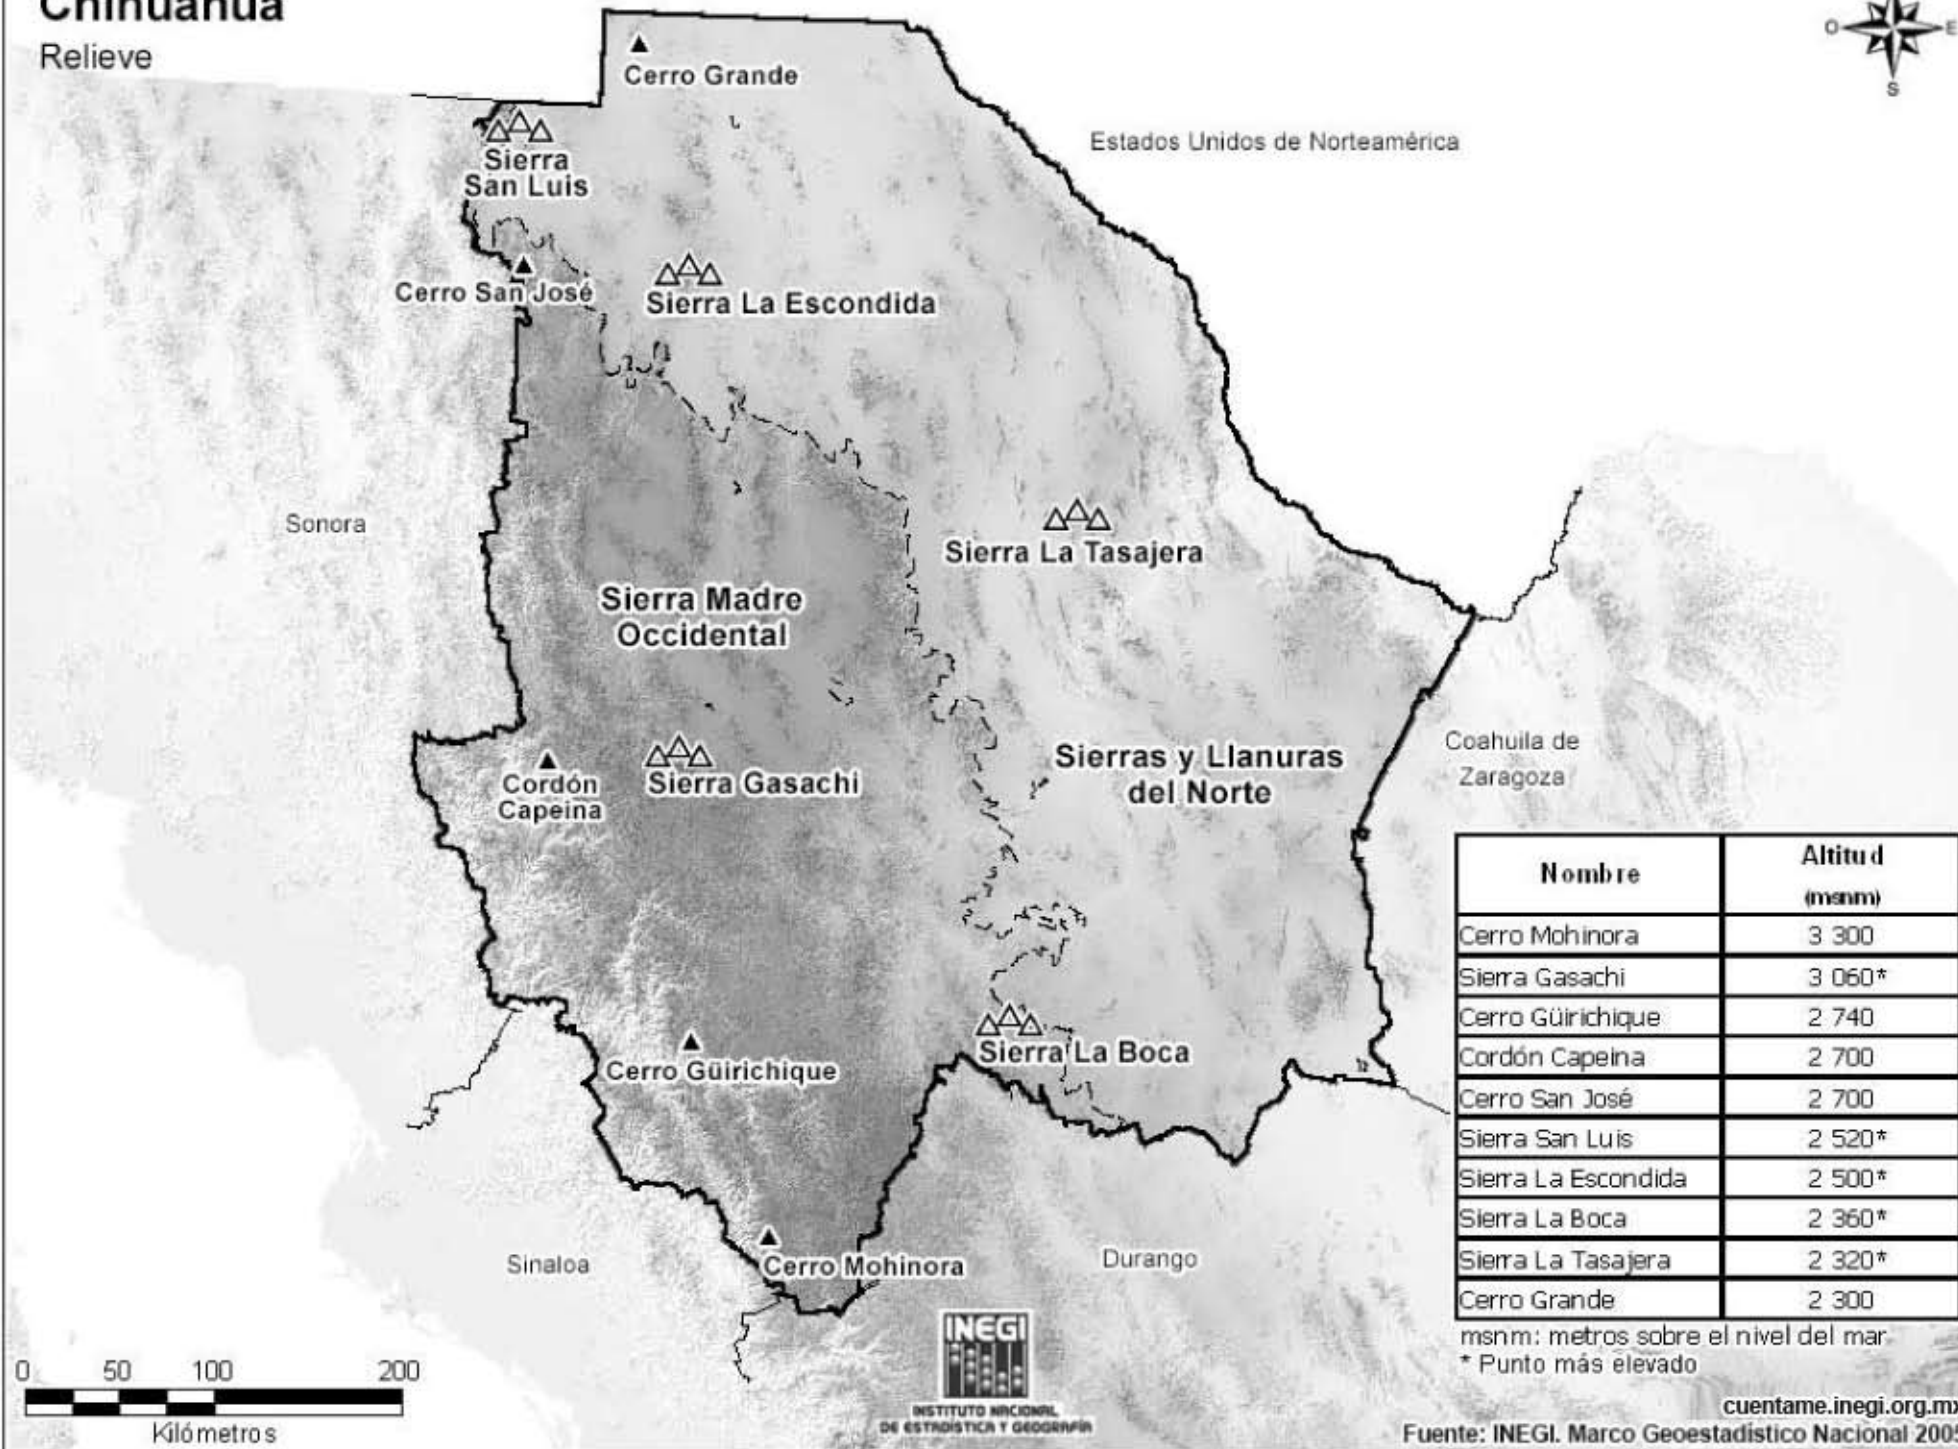 Chihuahua
Relieve
O
E
S
Cerro Grande
Estados Unidos de Norteamérica
Sierra
San Luis
Cerro San José
Sierra La Escondida
Sonora
Sierra La Tasajera
Sierra Madre
Occidental
Sierras y Llanuras
del Norte
Coahuila de
Zaragoza
Cordón
Capeina
Sierra Gasachi
Cerro Güirichique
Sierra La Boca
Sinaloa
Cerro Mohinora
Durango
Nombre Altitud
(msnm)
Cerro Mohinora 3 300
Sierra Gasachi 3 060*
Cerro Güirichique 2 740
Cordón Capeina 2 700
Cerro San José 2 700
Sierra San Luis 2 520*
Sierra La Escondida 2 500*
Sierra La Boca 2 360*
Sierra La Tasajera 2 320*
Cerro Grande 2 300
msnm: metros sobre el nivel del mar
* Punto más elevado
0 50 100 200
Kilómetros
INEGI
INSTITUTO NACIONAL
DE ESTADÍSTICA Y GEOGRAFÍA
cuentame.inegi.org.mx
Fuente: INEGI. Marco Geoestadístico Nacional 200